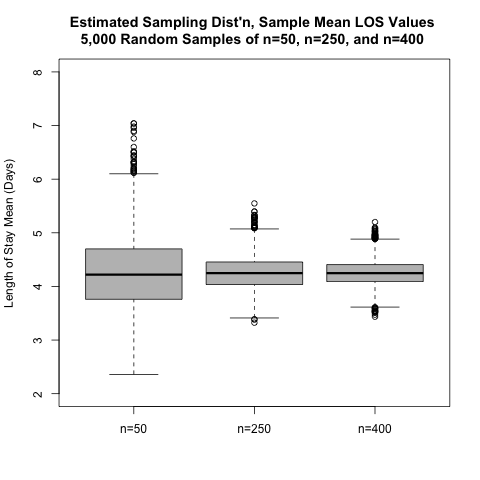 Estimated Sampling Dist'n, Sample Mean LOS Values
5,000 Random Samples of n=50, n=250, and n=400
Length of Stay Mean (Days)
8
7
6
5
4
3
2
n=50
n=250
n=400